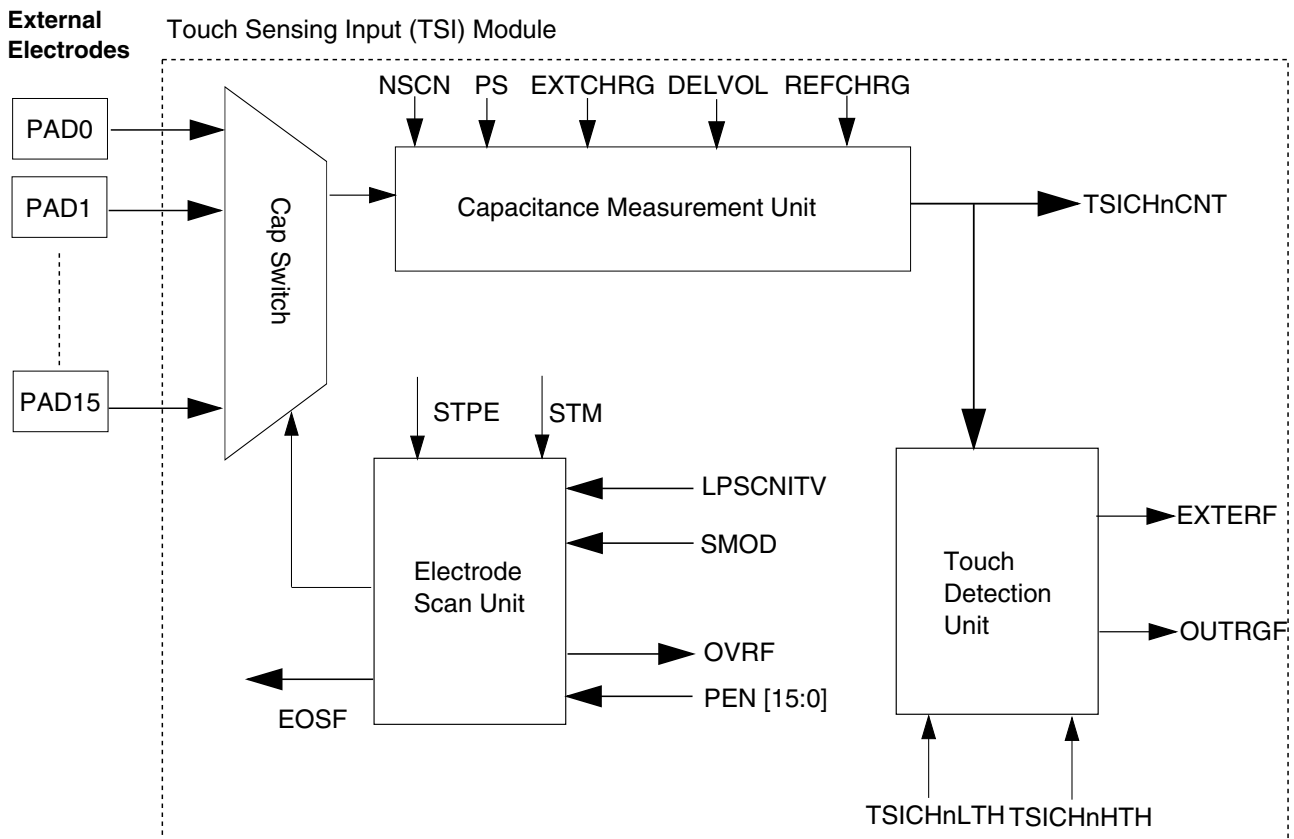 External
Electrodes
Touch Sensing Input (TSI) Module
NSCN PS EXTCHRG DELVOL REFCHRG
PAD0
PAD1
PAD15
Cap Switch
Capacitance Measurement Unit
TSICHnCNT
STPE
STM
Electrode
Scan Unit
LPSCNITV
SMOD
OVRF
PEN [15:0]
EOSF
Touch
Detection
Unit
EXTERF
OUTRGF
TSICHnLTH TSICHnHTH